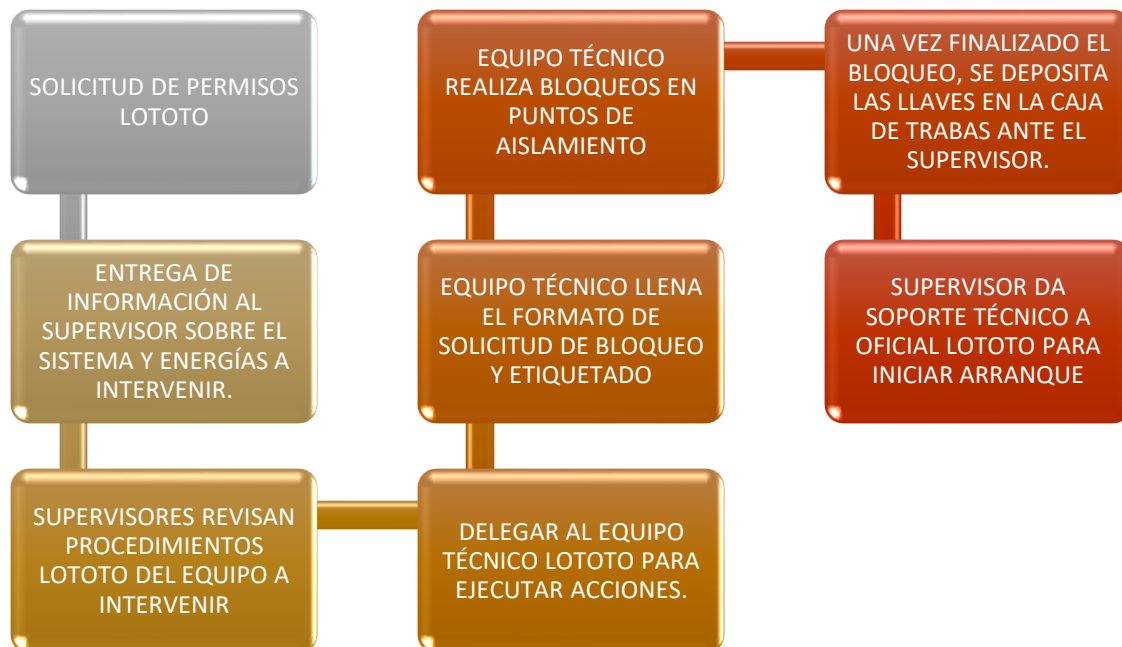 SOLICITUD DE PERMISOS
LOTOTO
ENTREGA DE
INFORMACIÓN AL
SUPERVISOR SOBRE EL
SISTEMA Y ENERGÍAS A
INTERVENIR.
SUPERVISORES REVISAN
PROCEDIMIENTOS
LOTOTO DEL EQUIPO A
INTERVENIR
DELEGAR AL EQUIPO
TÉCNICO LOTOTO PARA
EJECUTAR ACCIONES.
EQUIPO TÉCNICO LLENA
EL FORMATO DE
SOLICITUD DE BLOQUEO
Y ETIQUETADO
EQUIPO TÉCNICO
REALIZA BLOQUEOS EN
PUNTOS DE
AISLAMIENTO
UNA VEZ FINALIZADO EL
BLOQUEO, SE DEPOSITA
LAS LLAVES EN LA CAJA
DE TRABAS ANTE EL
SUPERVISOR.
SUPERVISOR DA
SOPORTE TÉCNICO A
OFICIAL LOTOTO PARA
INICIAR ARRANQUE